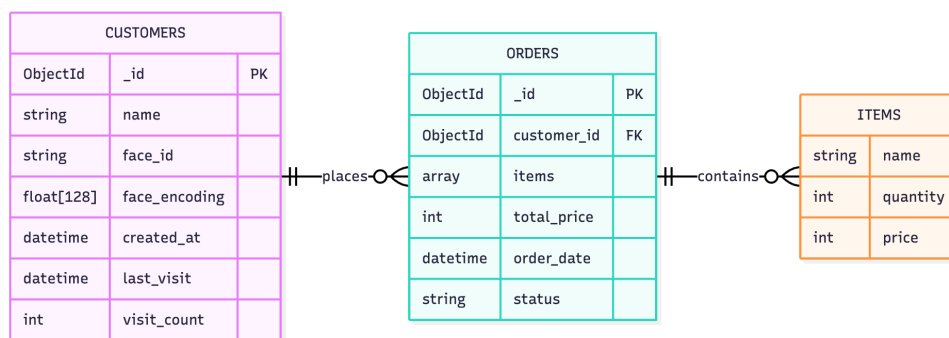 CUSTOMERS
ObjectId _id PK
string name
string face_id
float[128] face_encoding
datetime created_at
datetime last_visit
int visit_count
places
ORDERS
ObjectId _id PK
ObjectId customer_id FK
array items
int total_price
datetime order_date
string status
contains
ITEMS
string name
int quantity
int price